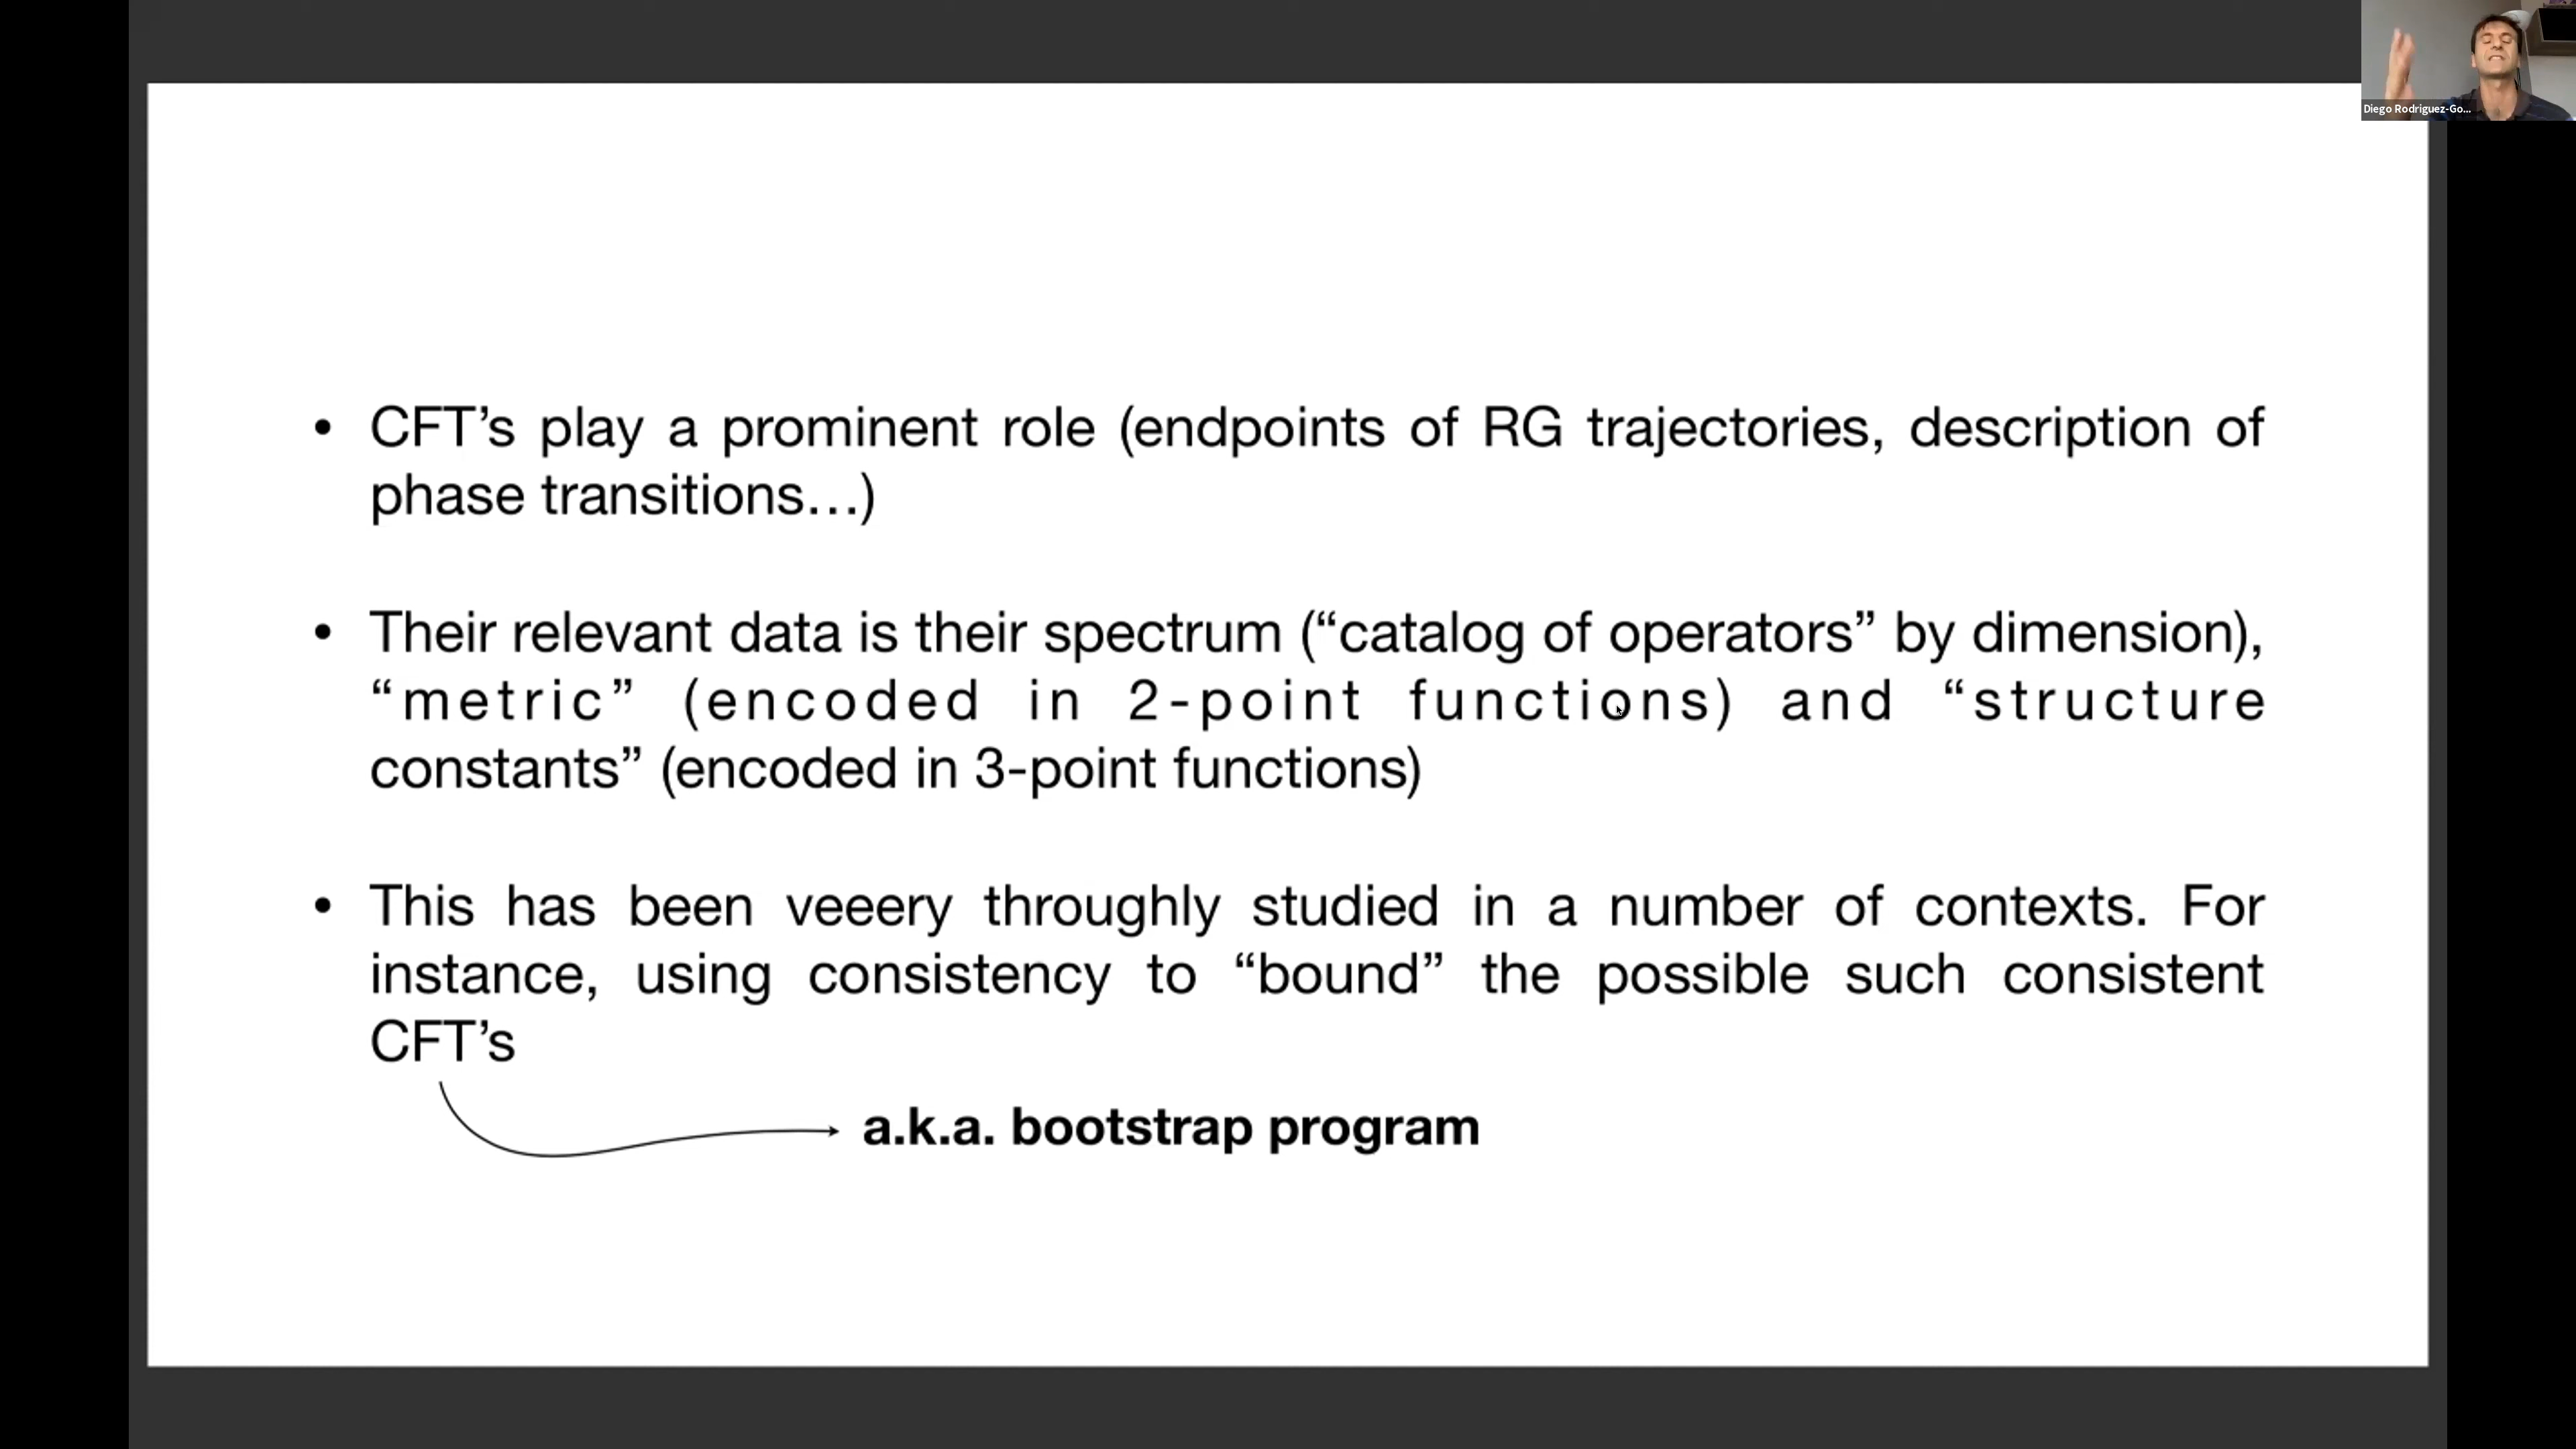 Diego Rodriguez-Go...
• CFT’s play a prominent role (endpoints of RG trajectories, description of
phase transitions…)
• Their relevant data is their spectrum (“catalog of operators” by dimension),
“metric” (encoded in 2-point functions) and “structure
constants” (encoded in 3-point functions)
• This has been veeery throughly studied in a number of contexts. For
instance, using consistency to “bound” the possible such consistent
CFT’s
a.k.a. bootstrap program